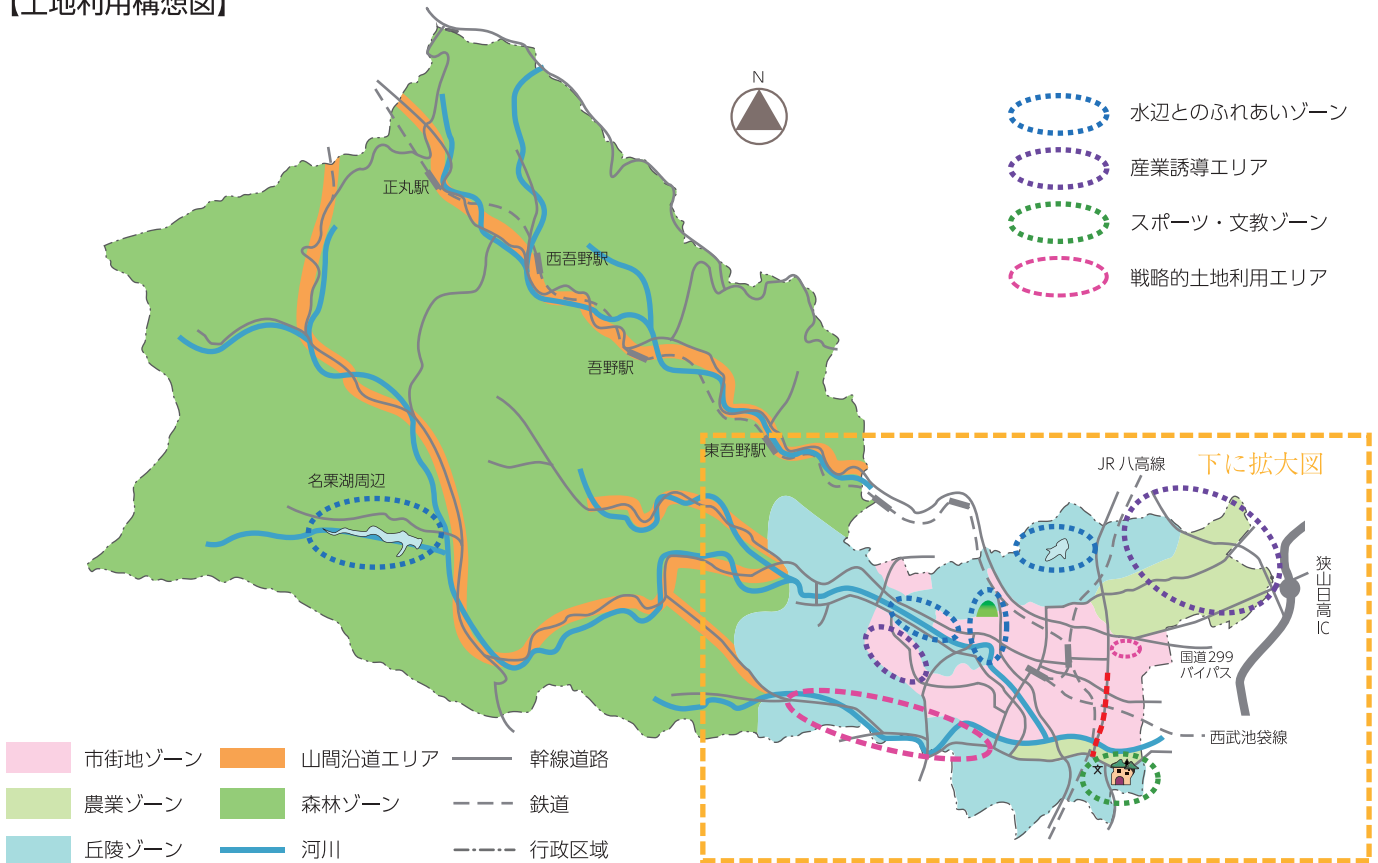 【土地利用構想図】
N
水辺とのふれあいゾーン
産業誘導エリア
スポーツ・文教ゾーン
戦略的土地利用エリア
正丸駅
西吾野駅
吾野駅
東吾野駅
JR八高線
下に拡大図
名栗湖周辺
狭山日高IC
国道299
バイパス
西武池袋線
文
市街地ゾーン
山間沿道エリア
幹線道路
農業ゾーン
森林ゾーン
鉄道
丘陵ゾーン
河川
行政区域